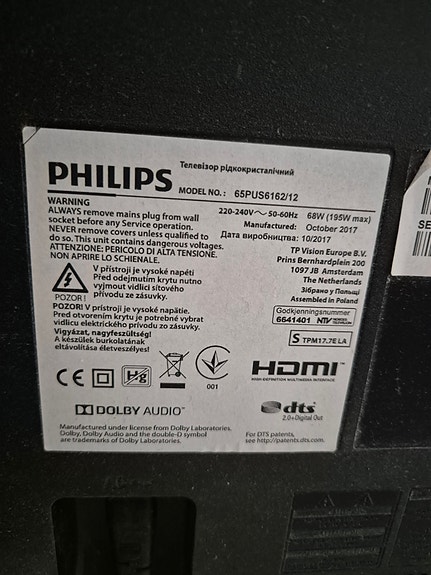 PHILIPS
Телевізор рідкокристалічний
MODEL NO.: 65PUS6162/12
WARNING
ALWAYS remove mains plug from wall
socket before any Service operation.
NEVER remove covers unless qualified to
do so. This unit contains dangerous voltages.
ATTENZIONE: PERICOLO DI ALTA TENSIONE.
NON APRIRE LO CHASSIS!
220-240V~ 50-60Hz 68W (195W max)
Manufactured: October 2017
Дата виробництва: 10/2017
TP Vision Europe B.V.
Prins Bernhardplein 200
1097 JB Amsterdam
The Netherlands
Зібрано у Польщі
Assembled in Poland
V přístroji je vysoké napětí
Před odejmutím krytu nutno
vyjmout vidlici síťového
přívodu ze zásuvky.
POZOR!
POZOR! V přístroji je vysoké napätie.
Pred otvorením krytu je potrebné vybrať
vidlicu elektrického prívodu zo zásuvky.
Vigyázat, nagyfeszültség!
A készülék burkolatának
eltávolítása életveszélyes!
Godkjenningsnummer
6641401 NTV
S TPM17.7E LA
CE
Hg
001
HDMI
HIGH-DEFINITION MULTIMEDIA INTERFACE
DOLBY AUDIO™
Manufactured under license from Dolby Laboratories.
Dolby, Dolby Audio and the double-D symbol
are trademarks of Dolby Laboratories.
dts
2.0+Digital Out
For DTS patents,
see http://patents.dts.com.
SE